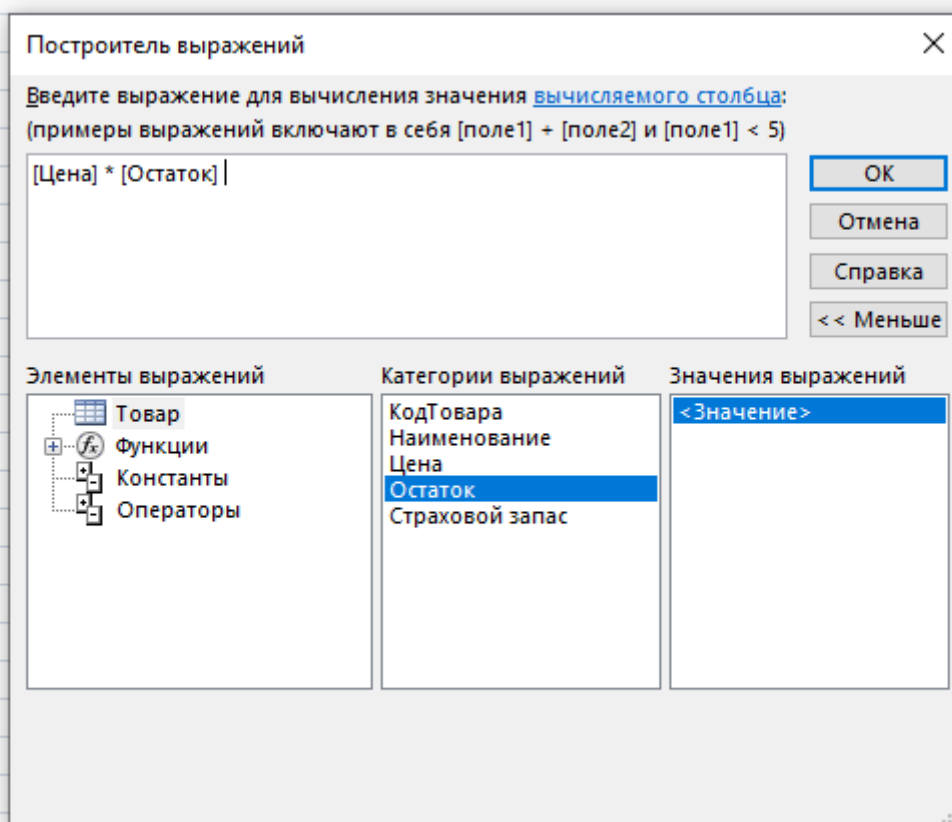 Построитель выражений
Введите выражение для вычисления значения вычисляемого столбца:
(примеры выражений включают в себя [поле1] + [поле2] и [поле1] < 5)
[Цена] * [Остаток]
ОК
Отмена
Справка
<< Меньше
Элементы выражений
Товар
Функции
Константы
Операторы
Категории выражений
КодТовара
Наименование
Цена
Остаток
Страховой запас
Значения выражений
<Значение>